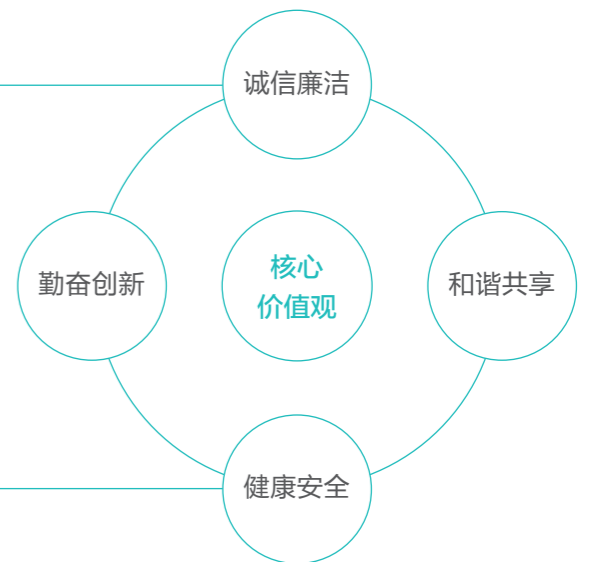 诚信廉洁
勤奋创新
核心
价值观
和谐共享
健康安全